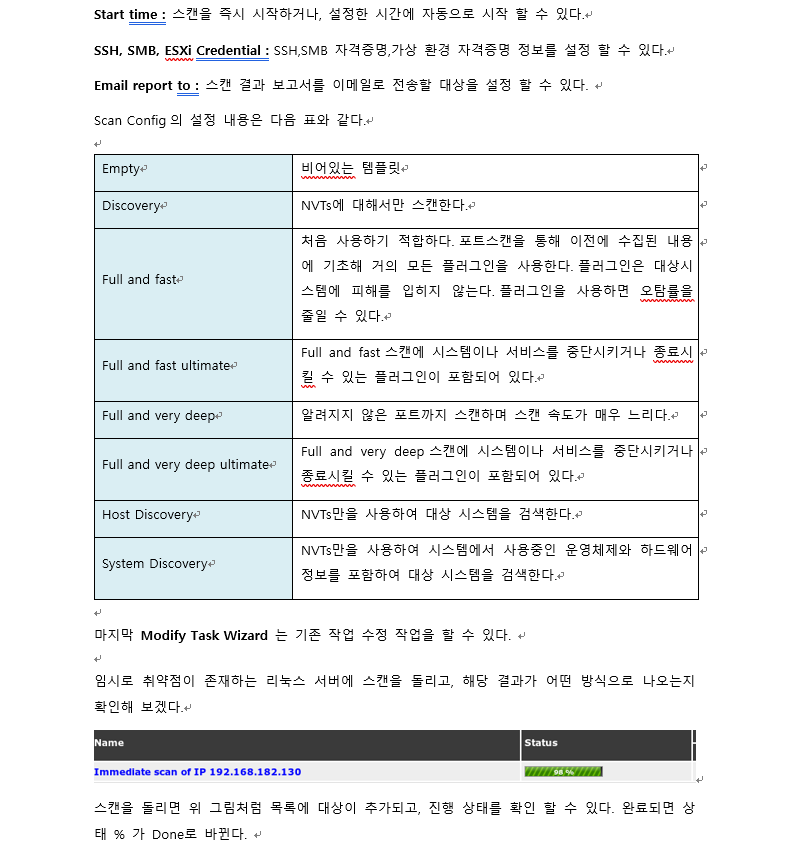 Start time : 스캔을 즉시 시작하거나, 설정한 시간에 자동으로 시작 할 수 있다.
SSH, SMB, ESXi Credential : SSH,SMB 자격증명,가상 환경 자격증명 정보를 설정 할 수 있다.
Email report to : 스캔 결과 보고서를 이메일로 전송할 대상을 설정 할 수 있다.
Scan Config 의 설정 내용은 다음 표와 같다.
Empty
비어있는 템플릿
Discovery
NVTs에 대해서만 스캔한다.
Full and fast
처음 사용하기 적합하다. 포트스캔을 통해 이전에 수집된 내용
에 기초해 거의 모든 플러그인을 사용한다. 플러그인은 대상시
스템에 피해를 입히지 않는다. 플러그인을 사용하면 오탐률을
줄일 수 있다.
Full and fast ultimate
Full and fast 스캔에 시스템이나 서비스를 중단시키거나 종료시
킬 수 있는 플러그인이 포함되어 있다.
Full and very deep
알려지지 않은 포트까지 스캔하며 스캔 속도가 매우 느리다.
Full and very deep ultimate
Full and very deep 스캔에 시스템이나 서비스를 중단시키거나
종료시킬 수 있는 플러그인이 포함되어 있다.
Host Discovery
NVTs만을 사용하여 대상 시스템을 검색한다.
System Discovery
NVTs만을 사용하여 시스템에서 사용중인 운영체제와 하드웨어
정보를 포함하여 대상 시스템을 검색한다.
마지막 Modify Task Wizard 는 기존 작업 수정 작업을 할 수 있다.
임시로 취약점이 존재하는 리눅스 서버에 스캔을 돌리고, 해당 결과가 어떤 방식으로 나오는지
확인해 보겠다.
Name
Status
Immediate scan of IP 192.168.182.130
98 %
스캔을 돌리면 위 그림처럼 목록에 대상이 추가되고, 진행 상태를 확인 할 수 있다. 완료되면 상
태 % 가 Done로 바뀐다.